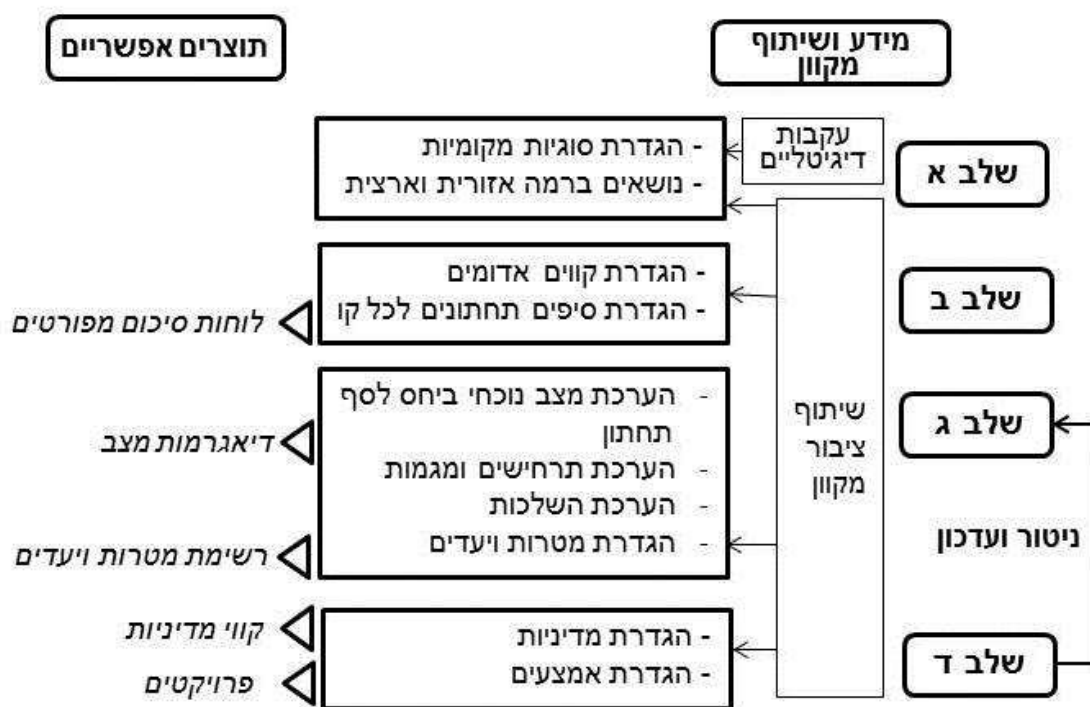 מידע ושיתוף
מקוון
תוצרים אפשריים
שלב א
עקבות
דיגיטליים
- הגדרת סוגיות מקומיות
- נושאים ברמה אזורית וארצית
שלב ב
- הגדרת קווים אדומים
- הגדרת סיפים תחתונים לכל קו
לוחות סיכום מפורטים
שלב ג
שיתוף
ציבור
מקוון
- הערכת מצב נוכחי ביחס לסף
תחתון
- הערכת תרחישים ומגמות
- הערכת השלכות
- הגדרת מטרות ויעדים
דיאגרמות מצב
רשימת מטרות ויעדים
ניטור ועדכון
שלב ד
- הגדרת מדיניות
- הגדרת אמצעים
קווי מדיניות
פרויקטים